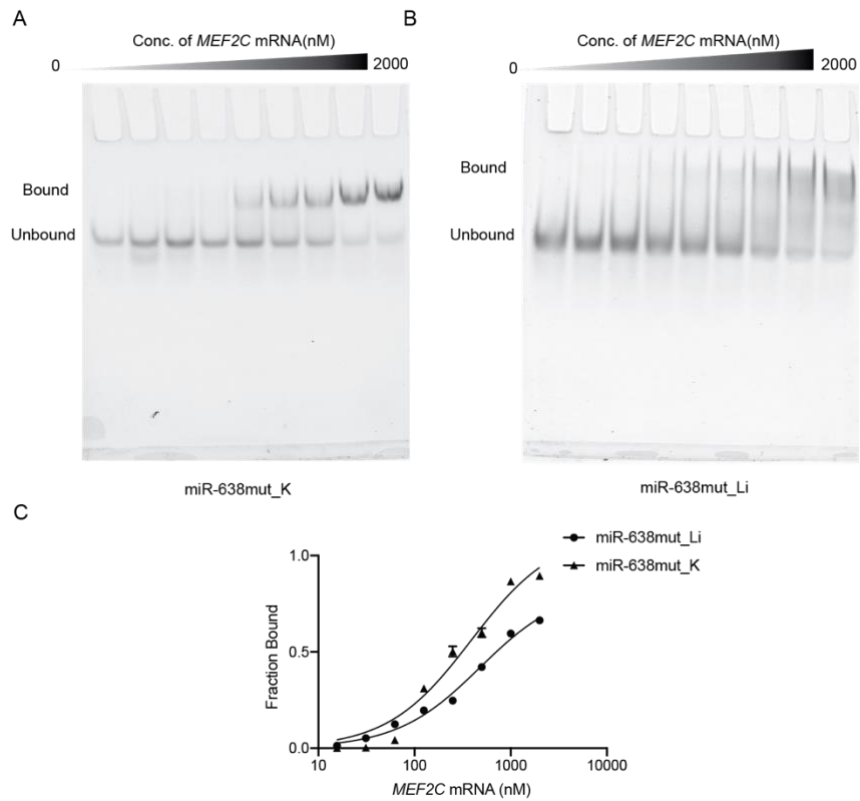 A
Conc. of MEF2C mRNA(nM)
0
2000
Bound
Unbound
miR-638mut_K
B
Conc. of MEF2C mRNA(nM)
0
2000
Bound
Unbound
miR-638mut_Li
C
miR-638mut_Li
miR-638mut_K
1.0
0.5
0.0
Fraction Bound
10
100
1000
10000
MEF2C mRNA (nM)